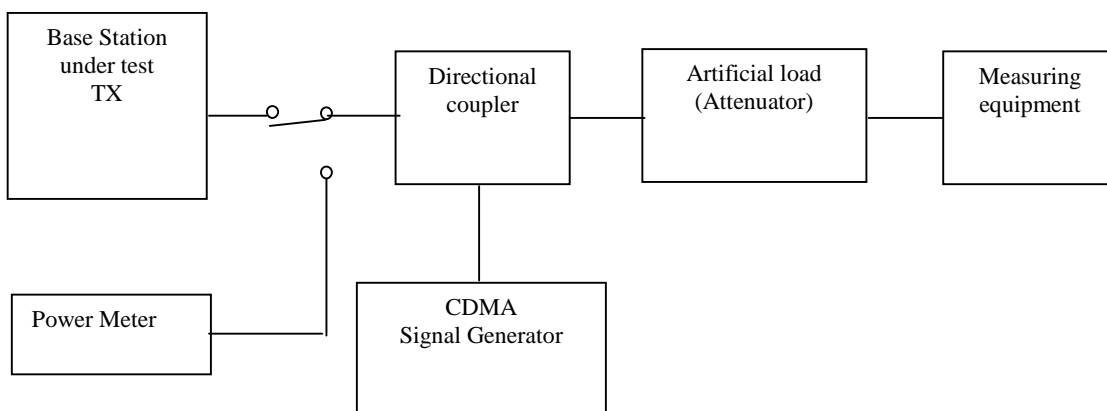 Base Station
under test
TX
Directional
coupler
Artificial load
(Attenuator)
Measuring
equipment
Power Meter
CDMA
Signal Generator